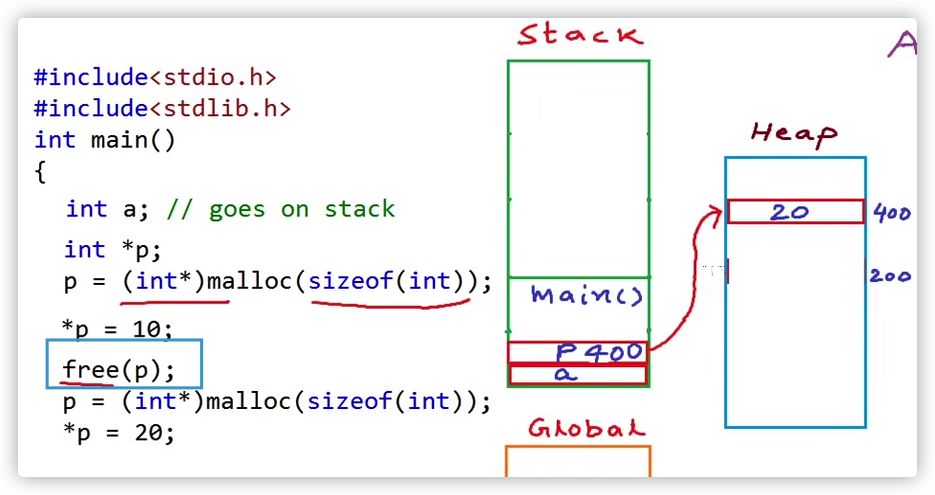 #include<stdio.h>
#include<stdlib.h>
int main()
{
int a; // goes on stack
int *p;
p = (int*)malloc(sizeof(int));
*p = 10;
free(p);
p = (int*)malloc(sizeof(int));
*p = 20;
Stack
main()
P 400
a
Global
A
Heap
20
400
200